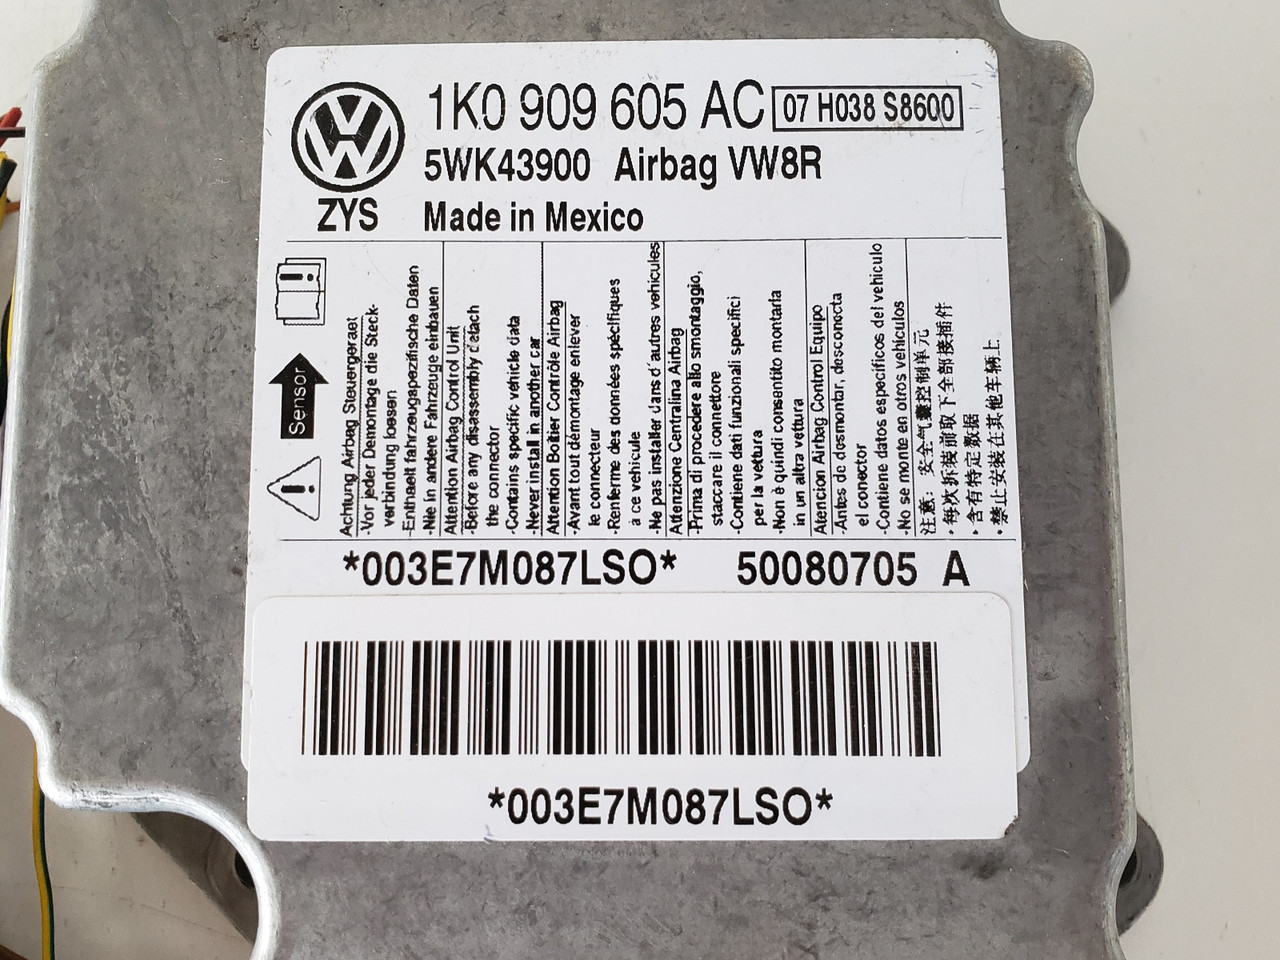 1K0 909 605 AC 07 H038 S8600
5WK43900 Airbag VW8R
ZYS Made in Mexico
Sensor
Achtung Airbag Steuergeraet
-Vor jeder Demontage die Steck-
verbindung loesen
-Enthaelt fahrzeugspezifische Daten
-Nie in andere Fahrzeuge einbauen
Attention Airbag Control Unit
-Before any disassembly detach
the connector
-Contains specific vehicle data
-Never install in another car
Attention Boîtier Contrôle Airbag
-Avant tout démontage enlever
le connecteur
-Renferme des données spécifiques
à ce véhicule
-Ne pas installer dans d'autres véhicules
Attenzione Centralina Airbag
-Prima di procedere allo smontaggio,
staccare il connettore
-Contiene dati funzionali specifici
per la vettura
-Non è quindi consentito montarla
in un altra vettura
Atencion Airbag Control Equipo
-Antes de desmontar, desconecta
el conector
-Contiene datos especificos del vehiculo
-No se monte en otros vehiculos
注意: 安全气囊控制单元
·每次拆装前取下全部接插件
·含有特定数据
·禁止安装在其他车辆上
*003E7M087LSO* 50080705 A
*003E7M087LSO*